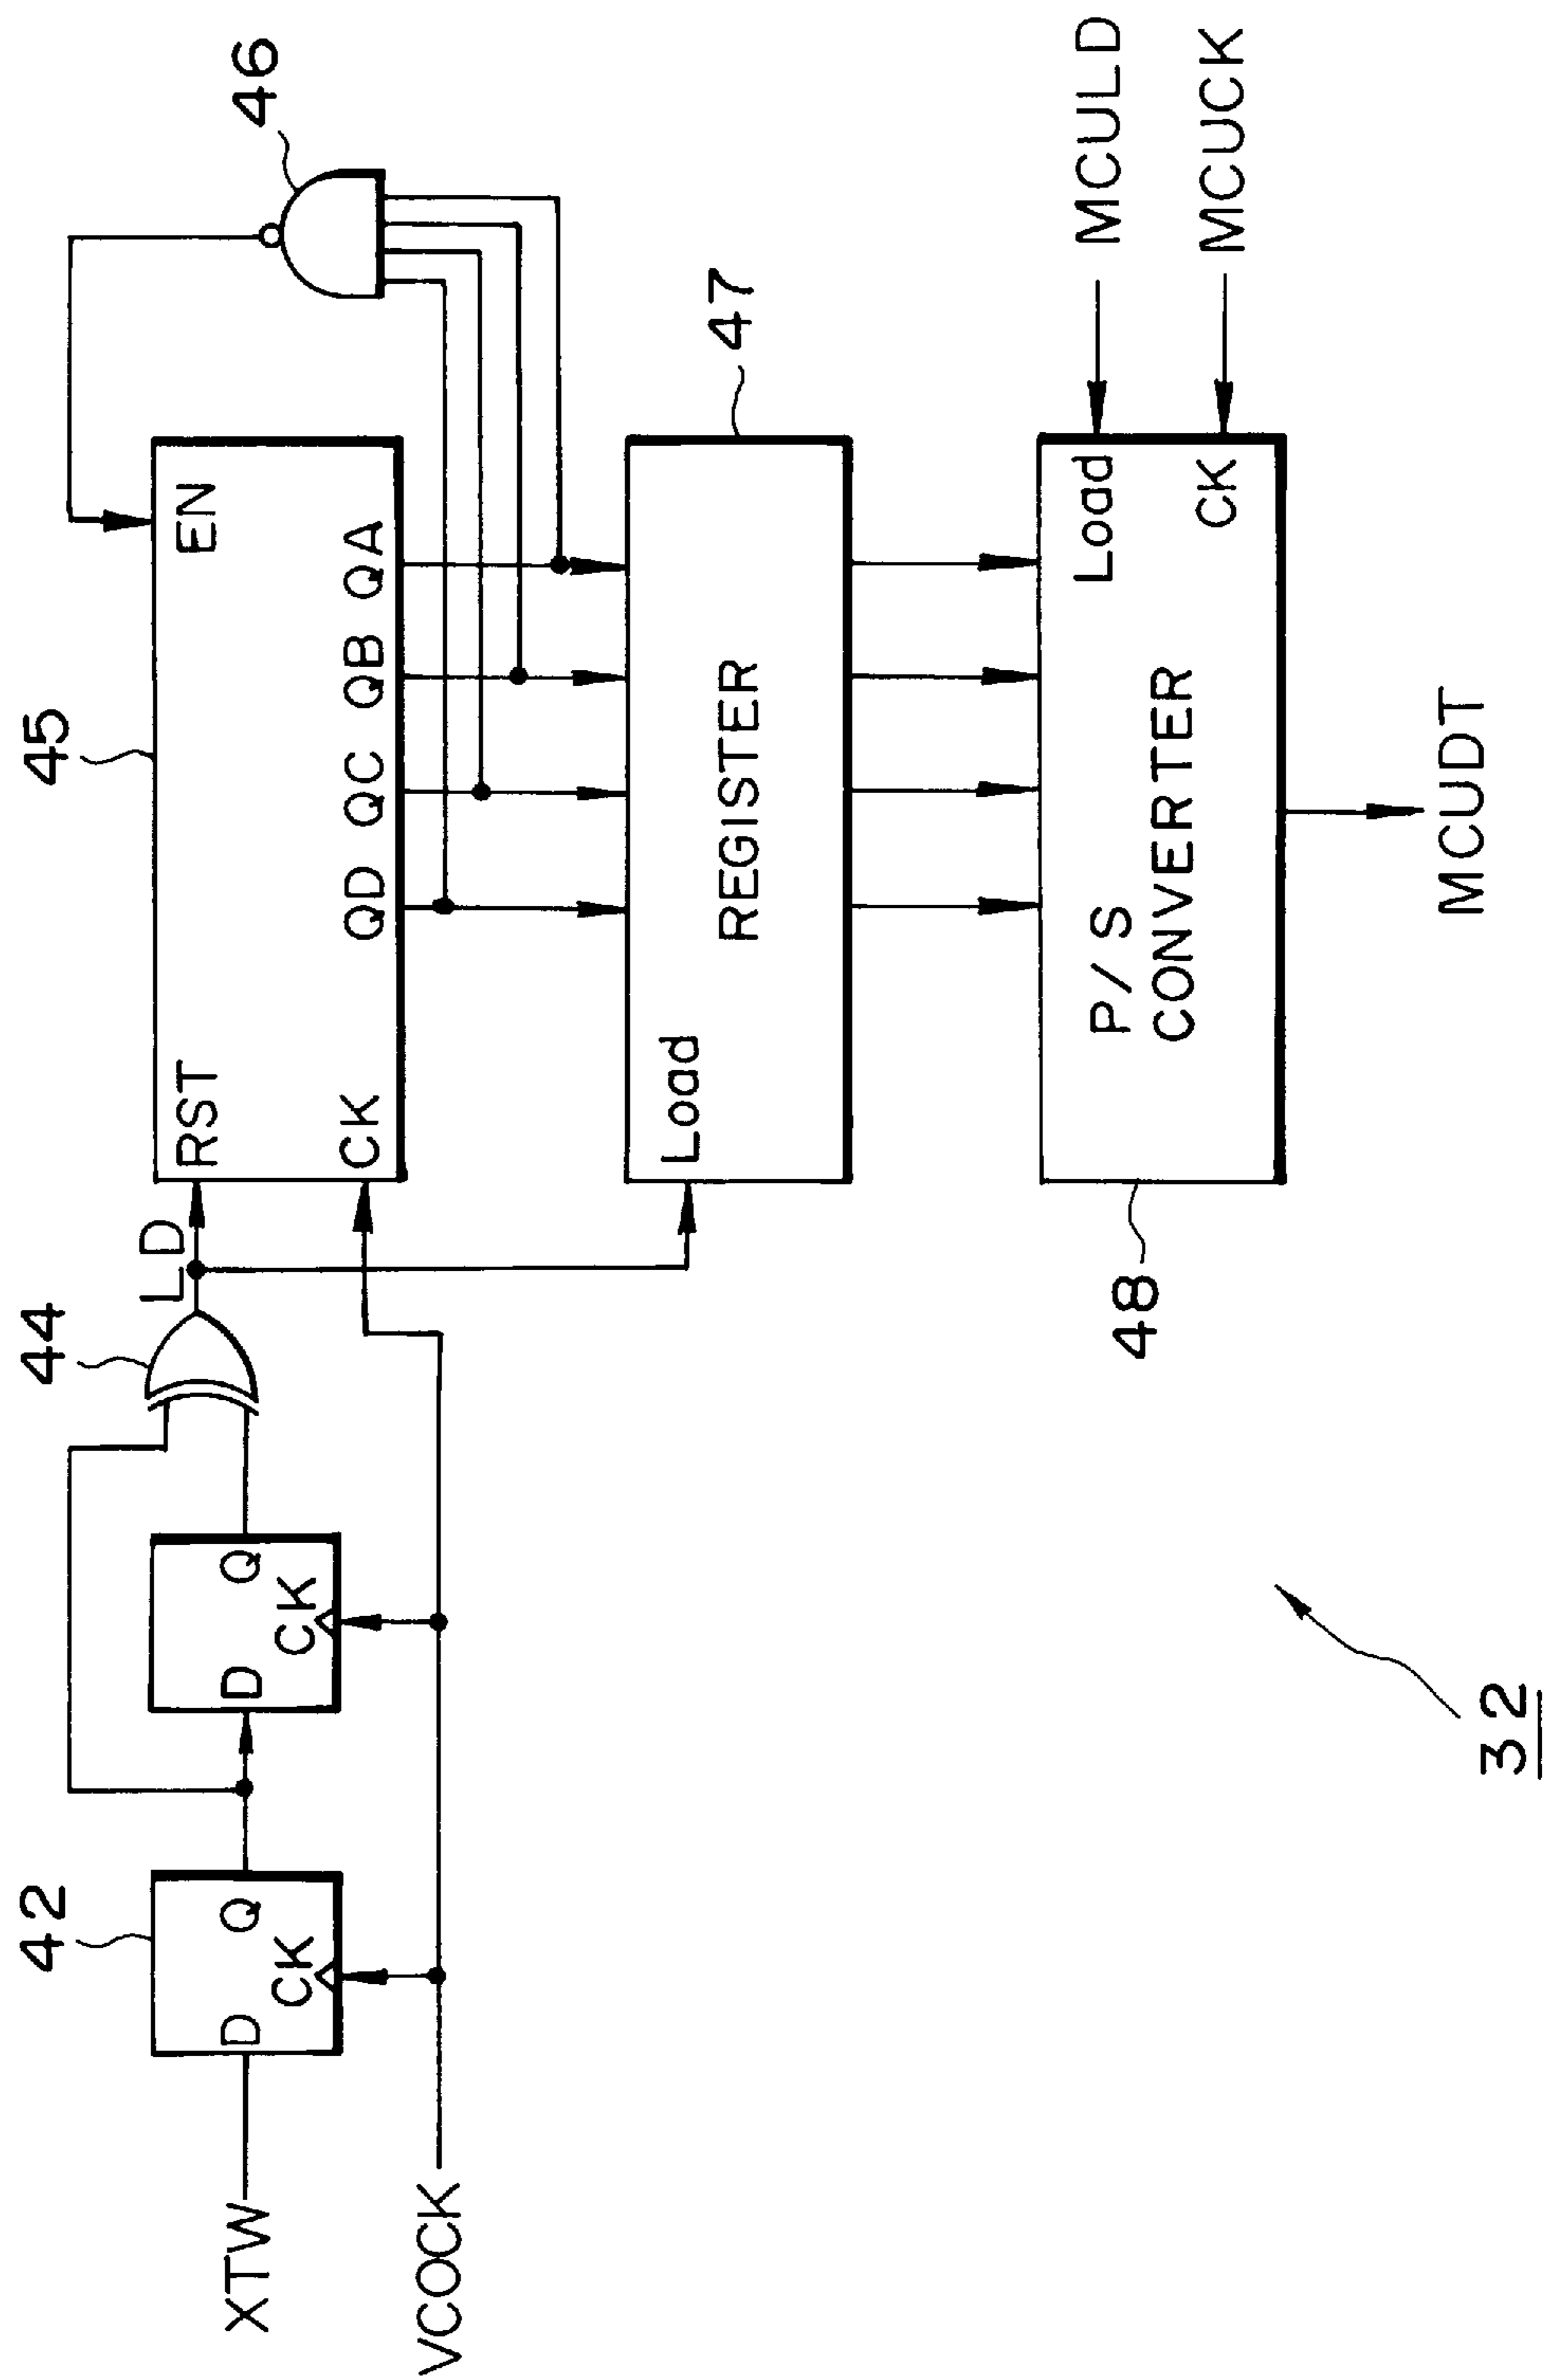 42
44
45
46
XTW
D
Q
CK
D
Q
CK
LD
RST
EN
CK
QD
QC
QB
QA
VCOCK
47
Load
REGISTER
48
P/S
CONVERTER
Load
CK
MCULD
MCUCK
MCUDT
32